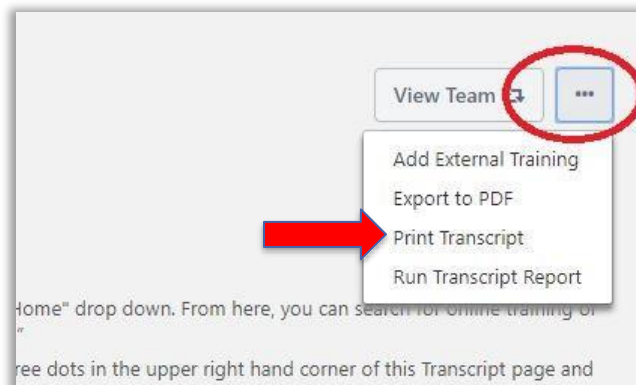 View Team
...
Add External Training
Export to PDF
Print Transcript
Run Transcript Report
Home" drop down. From here, you can search for online training or
"
ree dots in the upper right hand corner of this Transcript page and